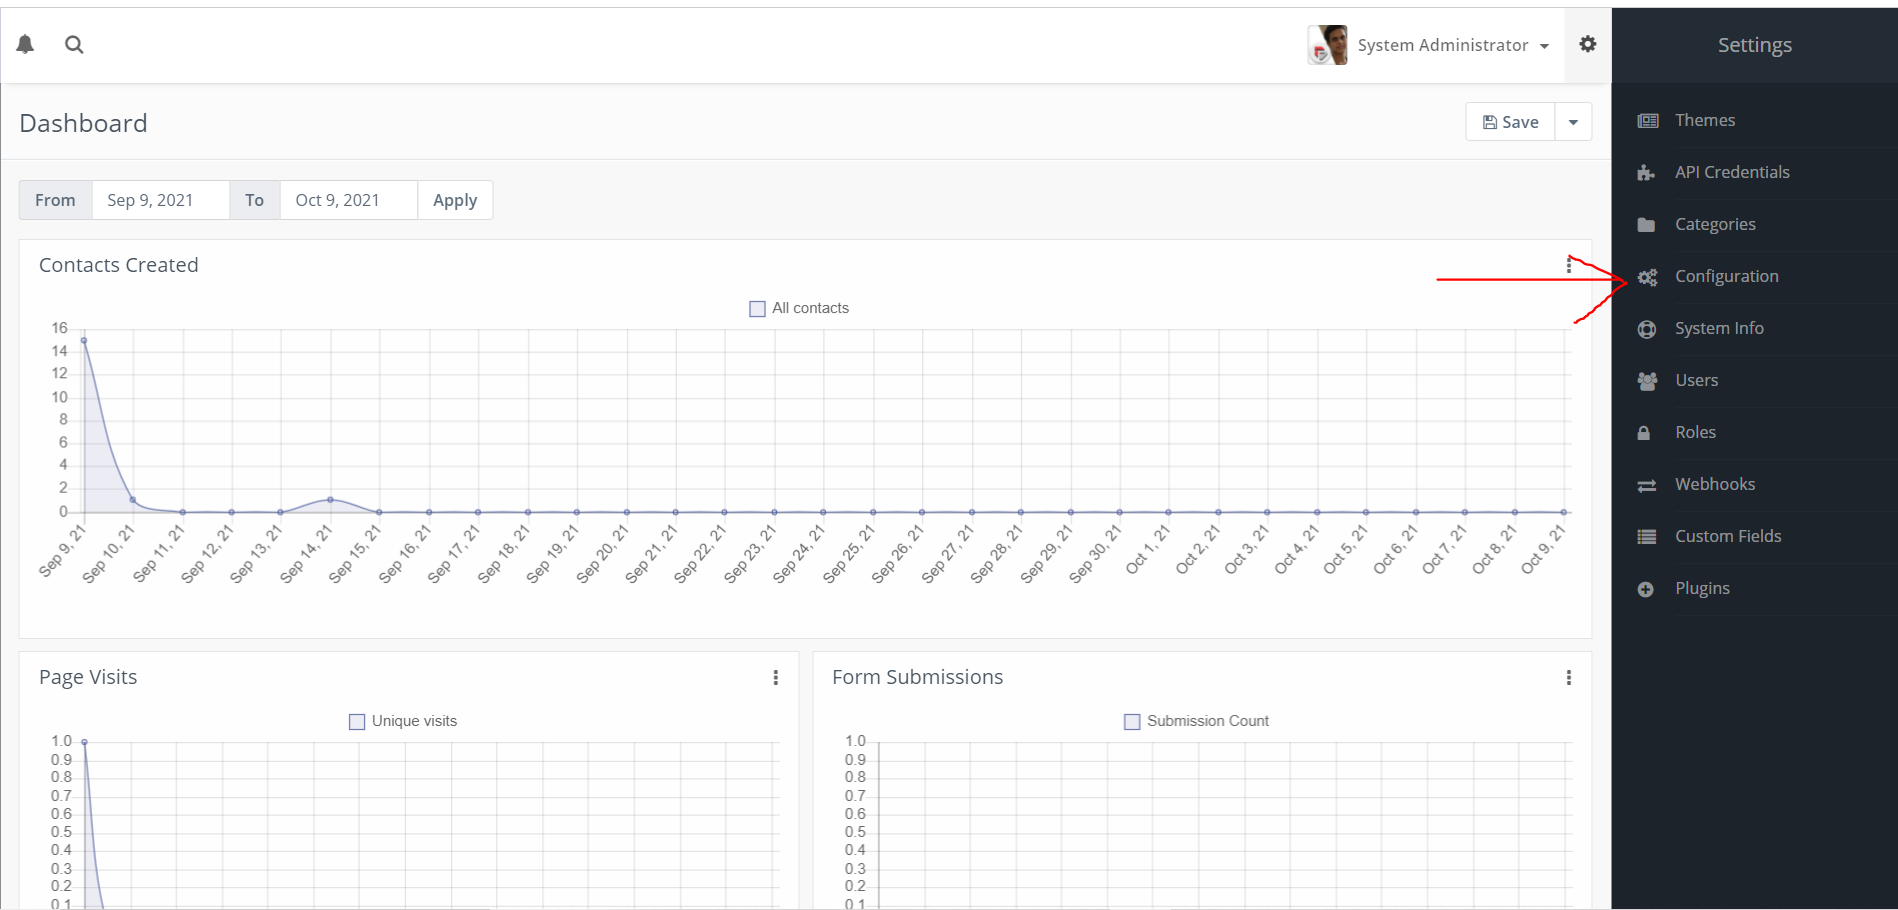 System Administrator
Settings
Dashboard
Save
From Sep 9, 2021 To Oct 9, 2021 Apply
Contacts Created
All contacts
16
14
12
10
8
6
4
2
0
Sep 9, 21 Sep 10, 21 Sep 11, 21 Sep 12, 21 Sep 13, 21 Sep 14, 21 Sep 15, 21 Sep 16, 21 Sep 17, 21 Sep 18, 21 Sep 19, 21 Sep 20, 21 Sep 21, 21 Sep 22, 21 Sep 23, 21 Sep 24, 21 Sep 25, 21 Sep 26, 21 Sep 27, 21 Sep 28, 21 Sep 29, 21 Sep 30, 21 Oct 1, 21 Oct 2, 21 Oct 3, 21 Oct 4, 21 Oct 5, 21 Oct 6, 21 Oct 7, 21 Oct 8, 21 Oct 9, 21
Page Visits
Unique visits
1.0
0.9
0.8
0.7
0.6
0.5
0.4
0.3
0.2
0.1
Form Submissions
Submission Count
1.0
0.9
0.8
0.7
0.6
0.5
0.4
0.3
0.2
0.1
Themes
API Credentials
Categories
Configuration
System Info
Users
Roles
Webhooks
Custom Fields
Plugins